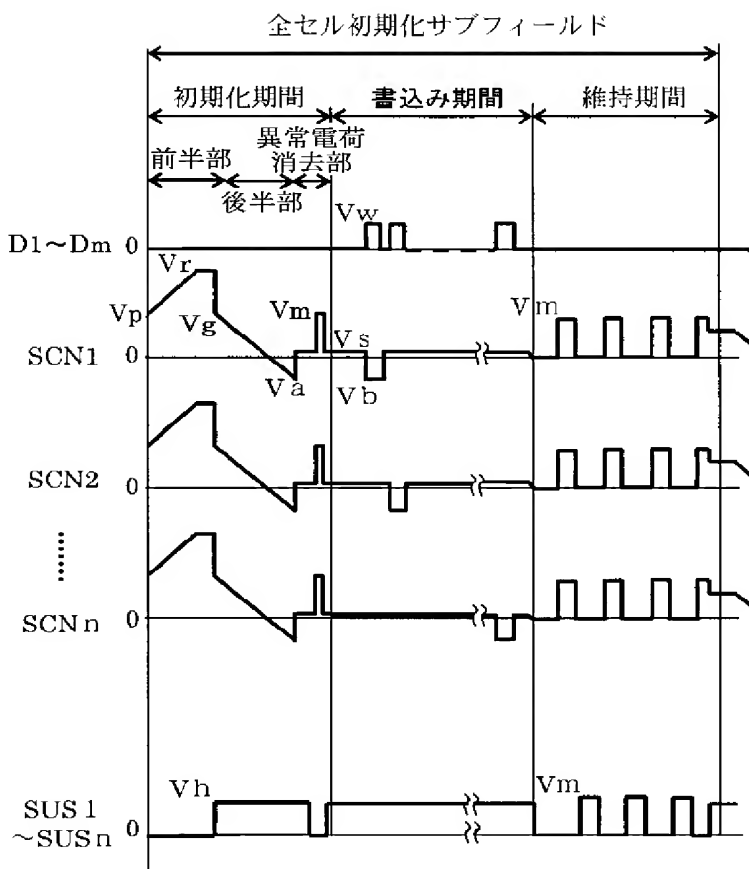 全セル初期化サブフィールド
初期化期間
書込み期間
維持期間
前半部
後半部
異常電荷
消去部
D1～Dm 0
Vw
Vr
Vp
Vg
Vm
Va
Vs
Vb
Vm
SCN1 0
SCN2 0
SCNn 0
Vh
Vm
SUS1
～SUSn 0